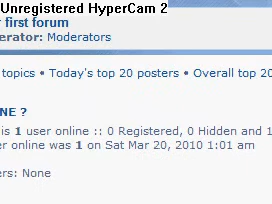 Unregistered HyperCam 2
first forum
erator: Moderators
topics • Today's top 20 posters • Overall top 20
NE ?
is 1 user online :: 0 Registered, 0 Hidden and 1
er online was 1 on Sat Mar 20, 2010 1:01 am
ers: None